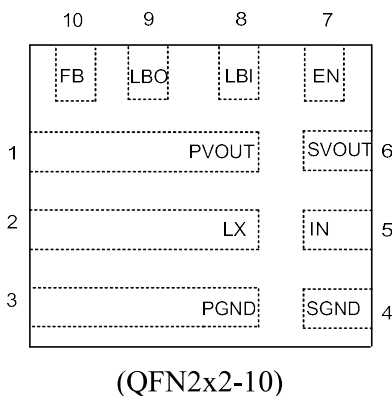 10 9 8 7
FB LBO LBI EN
1 PVOUT SVOUT 6
2 LX IN 5
3 PGND SGND 4
(QFN2x2-10)